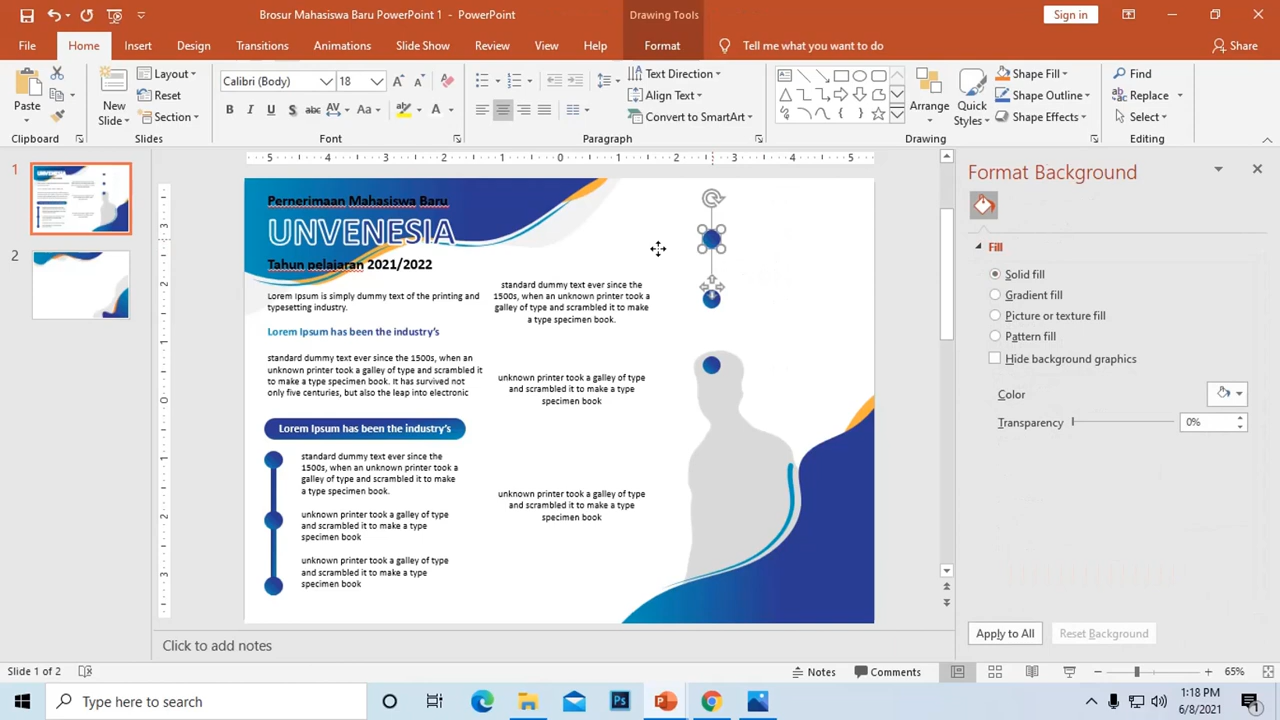 Brosur Mahasiswa Baru PowerPoint 1 - PowerPoint
Drawing Tools
Sign in
File
Home
Insert
Design
Transitions
Animations
Slide Show
Review
View
Help
Format
Tell me what you want to do
Share
Paste
New Slide
Layout
Reset
Section
Calibri (Body)
18
Text Direction
Align Text
Convert to SmartArt
Arrange
Quick Styles
Shape Fill
Shape Outline
Shape Effects
Find
Replace
Select
Clipboard
Slides
Font
Paragraph
Drawing
Editing
5 4 3 2 1 0 1 2 3 4 5
1
2
Pernerimaan Mahasiswa Baru
UNVENESIA
Tahun pelajaran 2021/2022
Lorem Ipsum is simply dummy text of the printing and
typesetting industry.
Lorem Ipsum has been the industry’s
standard dummy text ever since the 1500s, when an
unknown printer took a galley of type and scrambled it
to make a type specimen book. It has survived not
only five centuries, but also the leap into electronic
Lorem Ipsum has been the industry’s
standard dummy text ever since the
1500s, when an unknown printer took a
galley of type and scrambled it to make
a type specimen book.
unknown printer took a galley of type
and scrambled it to make a type
specimen book
unknown printer took a galley of type
and scrambled it to make a type
specimen book
standard dummy text ever since the
1500s, when an unknown printer took a
galley of type and scrambled it to make
a type specimen book.
unknown printer took a galley of type
and scrambled it to make a type
specimen book
unknown printer took a galley of type
and scrambled it to make a type
specimen book
Format Background
Fill
Solid fill
Gradient fill
Picture or texture fill
Pattern fill
Hide background graphics
Color
Transparency
0%
Apply to All
Reset Background
Click to add notes
Slide 1 of 2
Notes
Comments
65%
Type here to search
1:18 PM
6/8/2021